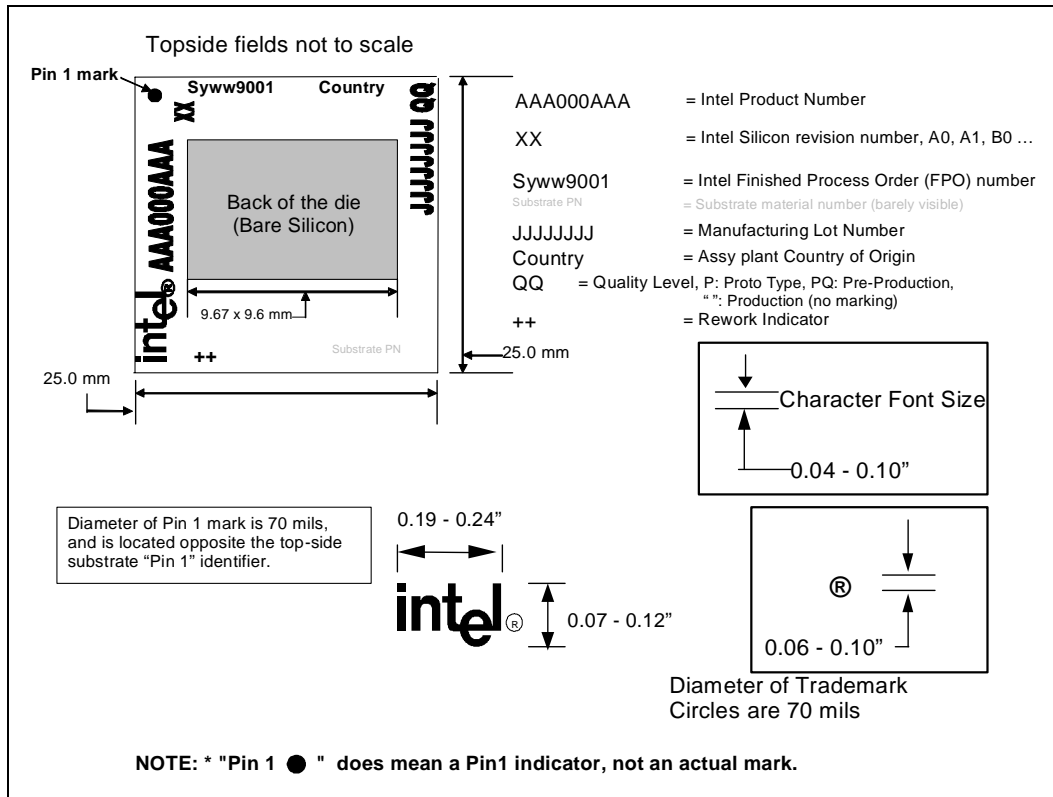 Topside fields not to scale
Pin 1 mark
Syww9001 Country
XX
JJJJJJJJ QQ
intel® AAA000AAA
Back of the die
(Bare Silicon)
9.67 x 9.6 mm
++
Substrate PN
25.0 mm
25.0 mm
AAA000AAA = Intel Product Number
XX = Intel Silicon revision number, A0, A1, B0 …
Syww9001 = Intel Finished Process Order (FPO) number
Substrate PN = Substrate material number (barely visible)
JJJJJJJJ = Manufacturing Lot Number
Country = Assy plant Country of Origin
QQ = Quality Level, P: Proto Type, PQ: Pre-Production,
“ ”: Production (no marking)
++ = Rework Indicator
Character Font Size
0.04 - 0.10”
Diameter of Pin 1 mark is 70 mils,
and is located opposite the top-side
substrate “Pin 1” identifier.
0.19 - 0.24”
intel®
0.07 - 0.12”
®
0.06 - 0.10”
Diameter of Trademark
Circles are 70 mils
NOTE: * "Pin 1 ● " does mean a Pin1 indicator, not an actual mark.